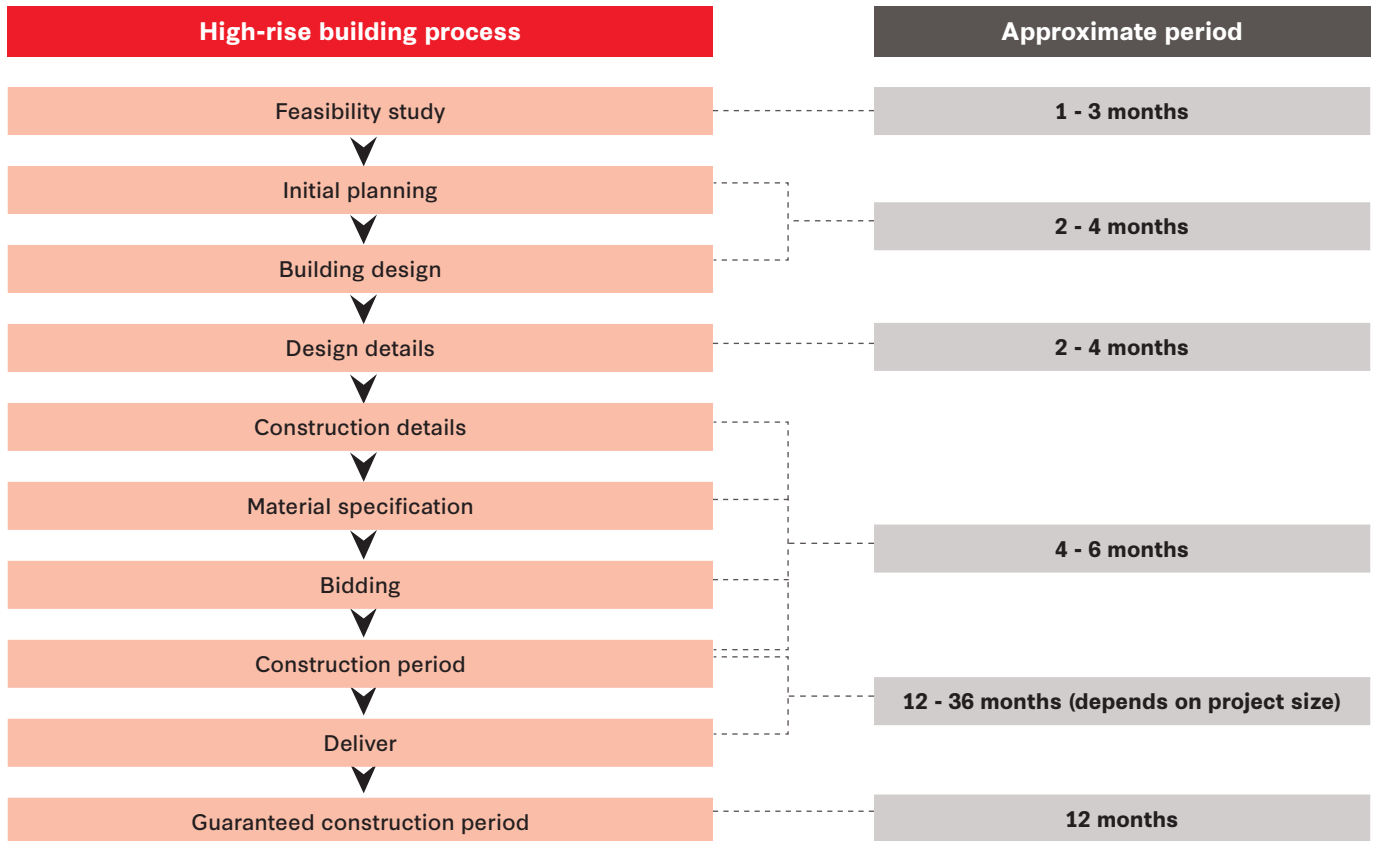 High-rise building process
Approximate period
Feasibility study
1 - 3 months
Initial planning
2 - 4 months
Building design
Design details
2 - 4 months
Construction details
Material specification
4 - 6 months
Bidding
Construction period
12 - 36 months (depends on project size)
Deliver
Guaranteed construction period
12 months